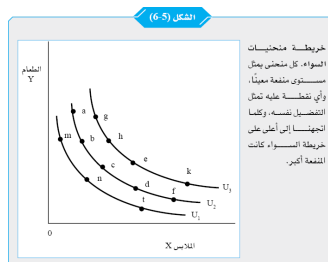 الشكل (5-6)
خريطة منحنيات
السواء. كل منحنى يمثل
مستوى منفعة معينًا،
وأي نقطة عليه تمثل
التفضيل نفسه، وكلما
اتجهنا إلى أعلى على
خريطة السواء كانت
المنفعة أكبر.
الطعام
Y
a
g
m
b
h
c
e
n
d
k
t
f
U₃
U₂
U₁
0
الملابس X